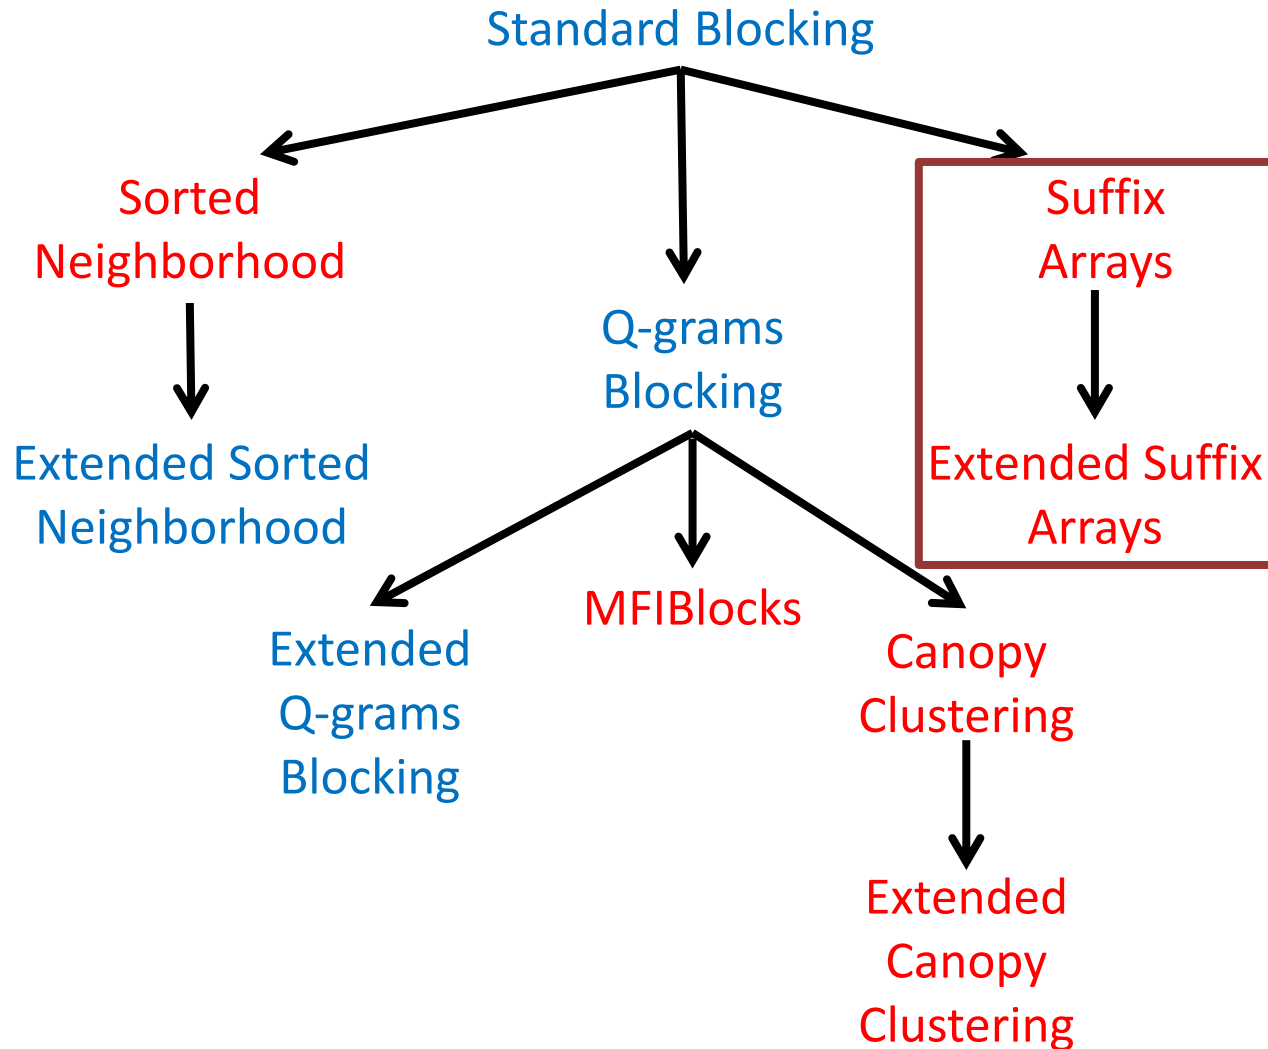 Standard Blocking
Sorted
Neighborhood
Suffix
Arrays
Q-grams
Blocking
Extended Sorted
Neighborhood
Extended Suffix
Arrays
MFIBlocks
Extended
Q-grams
Blocking
Canopy
Clustering
Extended
Canopy
Clustering